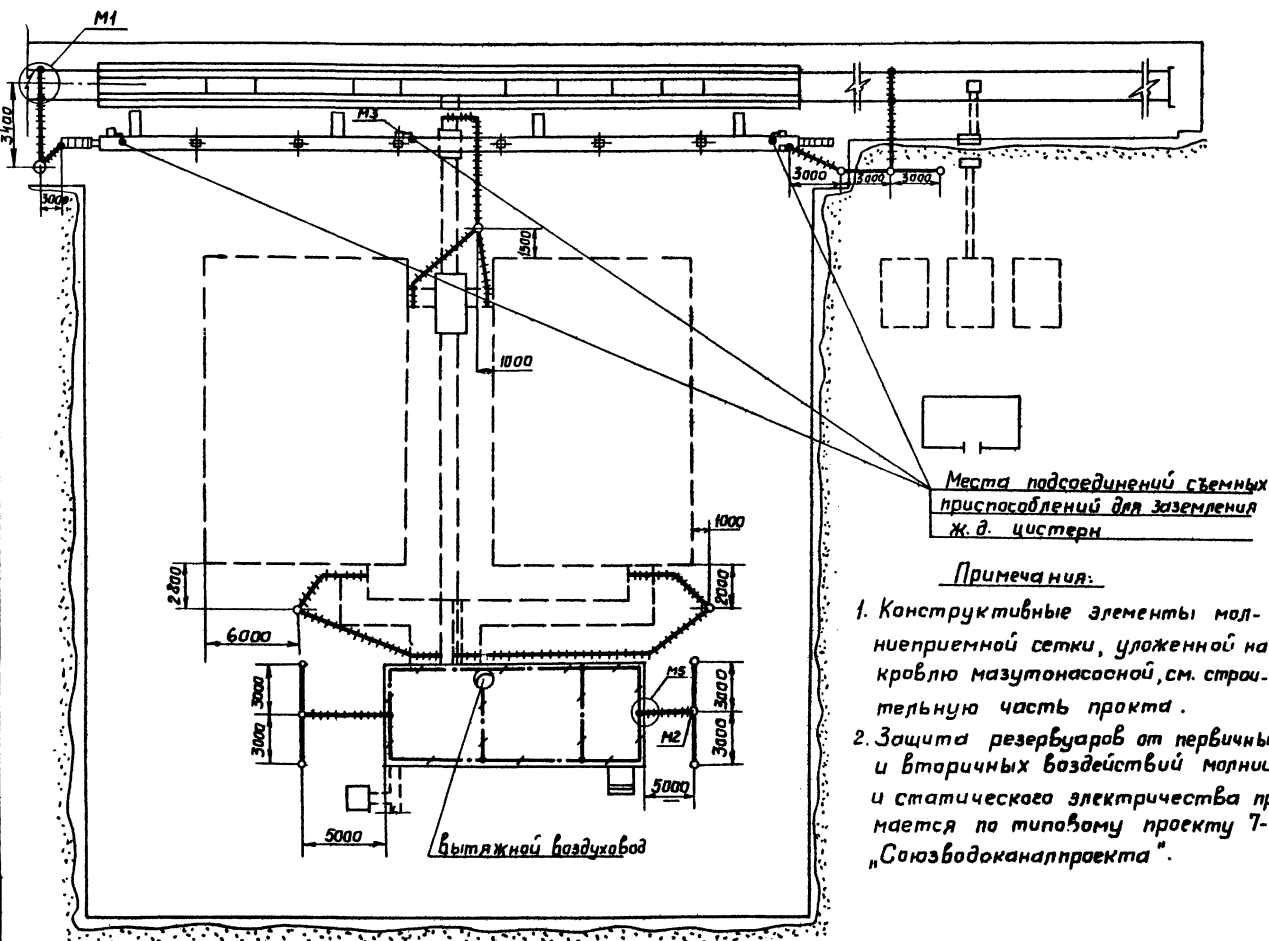 М1
3400
М3
3000
3000
3000
3000
1500
1000
Места подсоединений съемных
приспособлений для заземления
ж.д. цистерн
1000
2800
2000
6000
Примечания:
1. Конструктивные элементы мол-
ниеприемной сетки, уложенной на
кровлю мазутонасосной, см. строи-
тельную часть прокта.
2. Защита резервуаров от первичны
и вторичных воздействий молнии
и статического электричества пр
мается по типовому проекту 7-
„Союзводоканалпроекта".
3000
3000
М5
М2
3000
3000
5000
5000
Вытяжной воздуховод